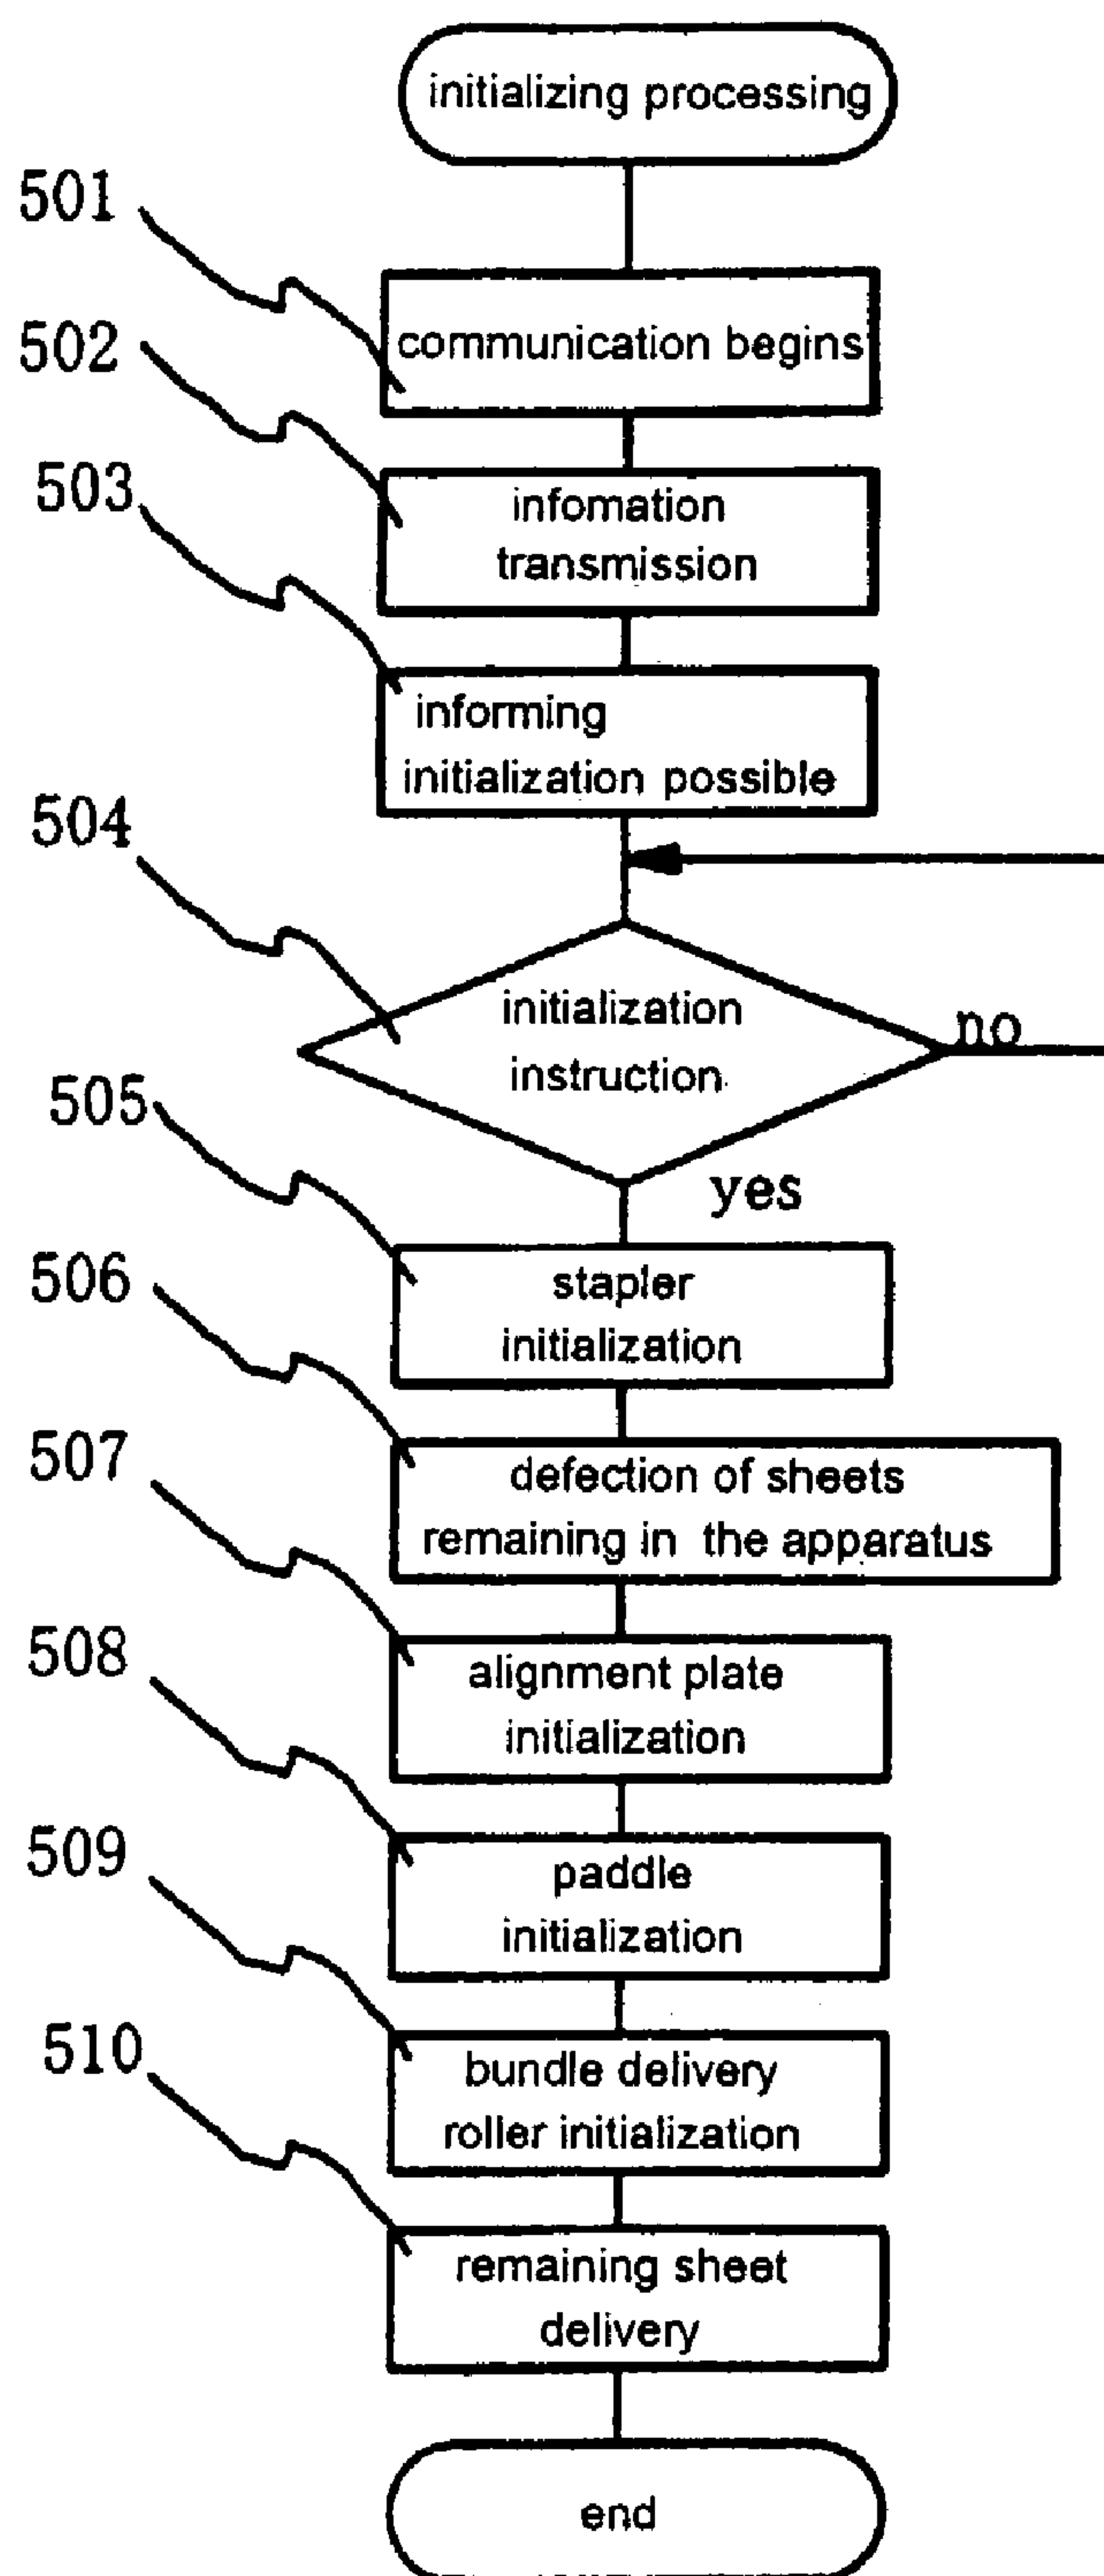 initializing processing
501
communication begins
502
infomation
transmission
503
informing
initialization possible
504
initialization
instruction
no
yes
505
stapler
initialization
506
defection of sheets
remaining in the apparatus
507
alignment plate
initialization
508
paddle
initialization
509
bundle delivery
roller initialization
510
remaining sheet
delivery
end